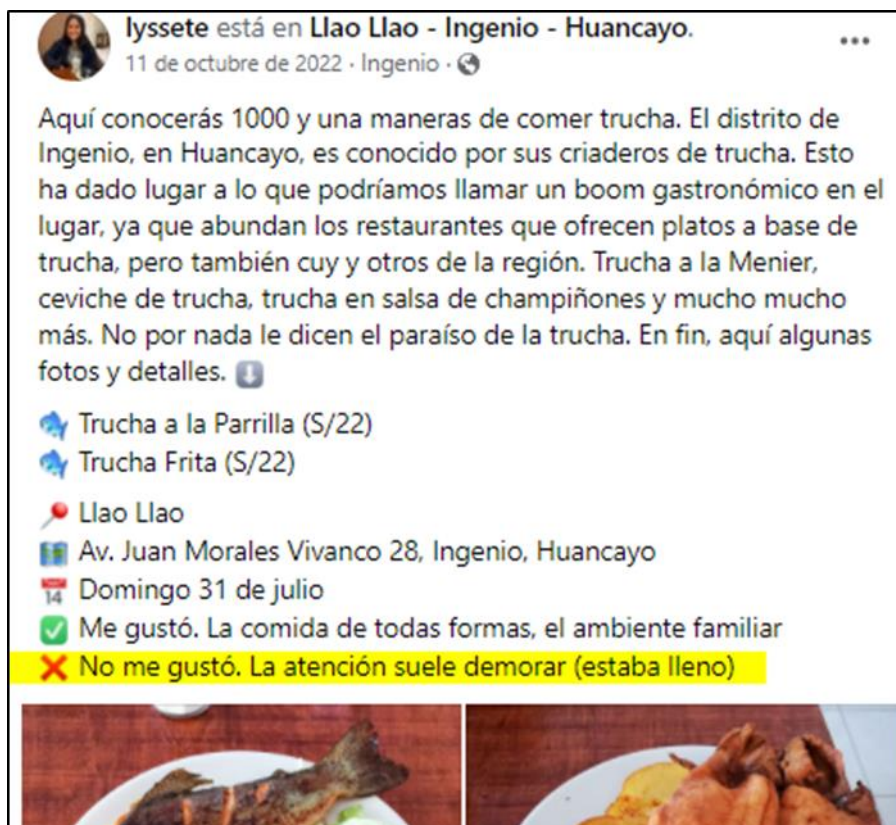 lyssete está en Llao Llao - Ingenio - Huancayo.
11 de octubre de 2022 · Ingenio ·
Aquí conocerás 1000 y una maneras de comer trucha. El distrito de
Ingenio, en Huancayo, es conocido por sus criaderos de trucha. Esto
ha dado lugar a lo que podríamos llamar un boom gastronómico en el
lugar, ya que abundan los restaurantes que ofrecen platos a base de
trucha, pero también cuy y otros de la región. Trucha a la Menier,
ceviche de trucha, trucha en salsa de champiñones y mucho mucho
más. No por nada le dicen el paraíso de la trucha. En fin, aquí algunas
fotos y detalles. ⬇️
🐟 Trucha a la Parrilla (S/22)
🐟 Trucha Frita (S/22)
📍 Llao Llao
🗺️ Av. Juan Morales Vivanco 28, Ingenio, Huancayo
📅 Domingo 31 de julio
✅ Me gustó. La comida de todas formas, el ambiente familiar
❌ No me gustó. La atención suele demorar (estaba lleno)